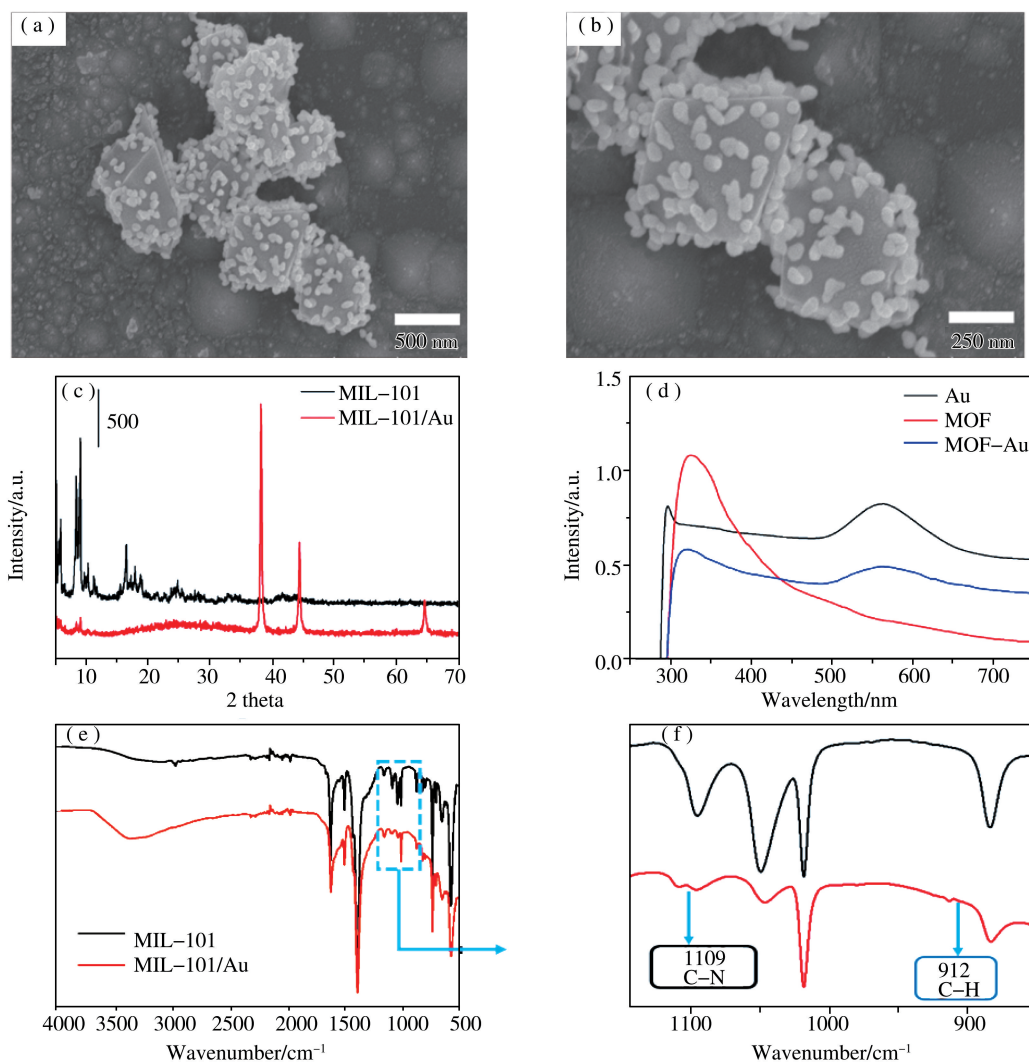 ( a )
500 nm
( b )
250 nm
( c )
500
MIL−101
MIL−101/Au
Intensity/a.u.
10
20
30
40
50
60
70
2 theta
( d )
Au
MOF
MOF−Au
Intensity/a.u.
1.5
1.0
0.5
0.0
300
400
500
600
700
Wavelength/nm
( e )
MIL−101
MIL−101/Au
4000 3500 3000 2500 2000 1500 1000 500
Wavenumber/cm⁻¹
( f )
1109
C−N
912
C−H
1100
1000
900
Wavenumber/cm⁻¹